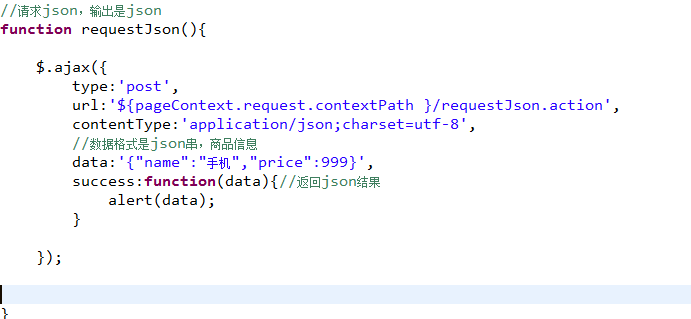 //请求json，输出是json
function requestJson(){
    $.ajax({
        type:'post',
        url:'${pageContext.request.contextPath }/requestJson.action',
        contentType:'application/json;charset=utf-8',
        //数据格式是json串，商品信息
        data:'{"name":"手机","price":999}',
        success:function(data){//返回json结果
            alert(data);
        }
    });
}